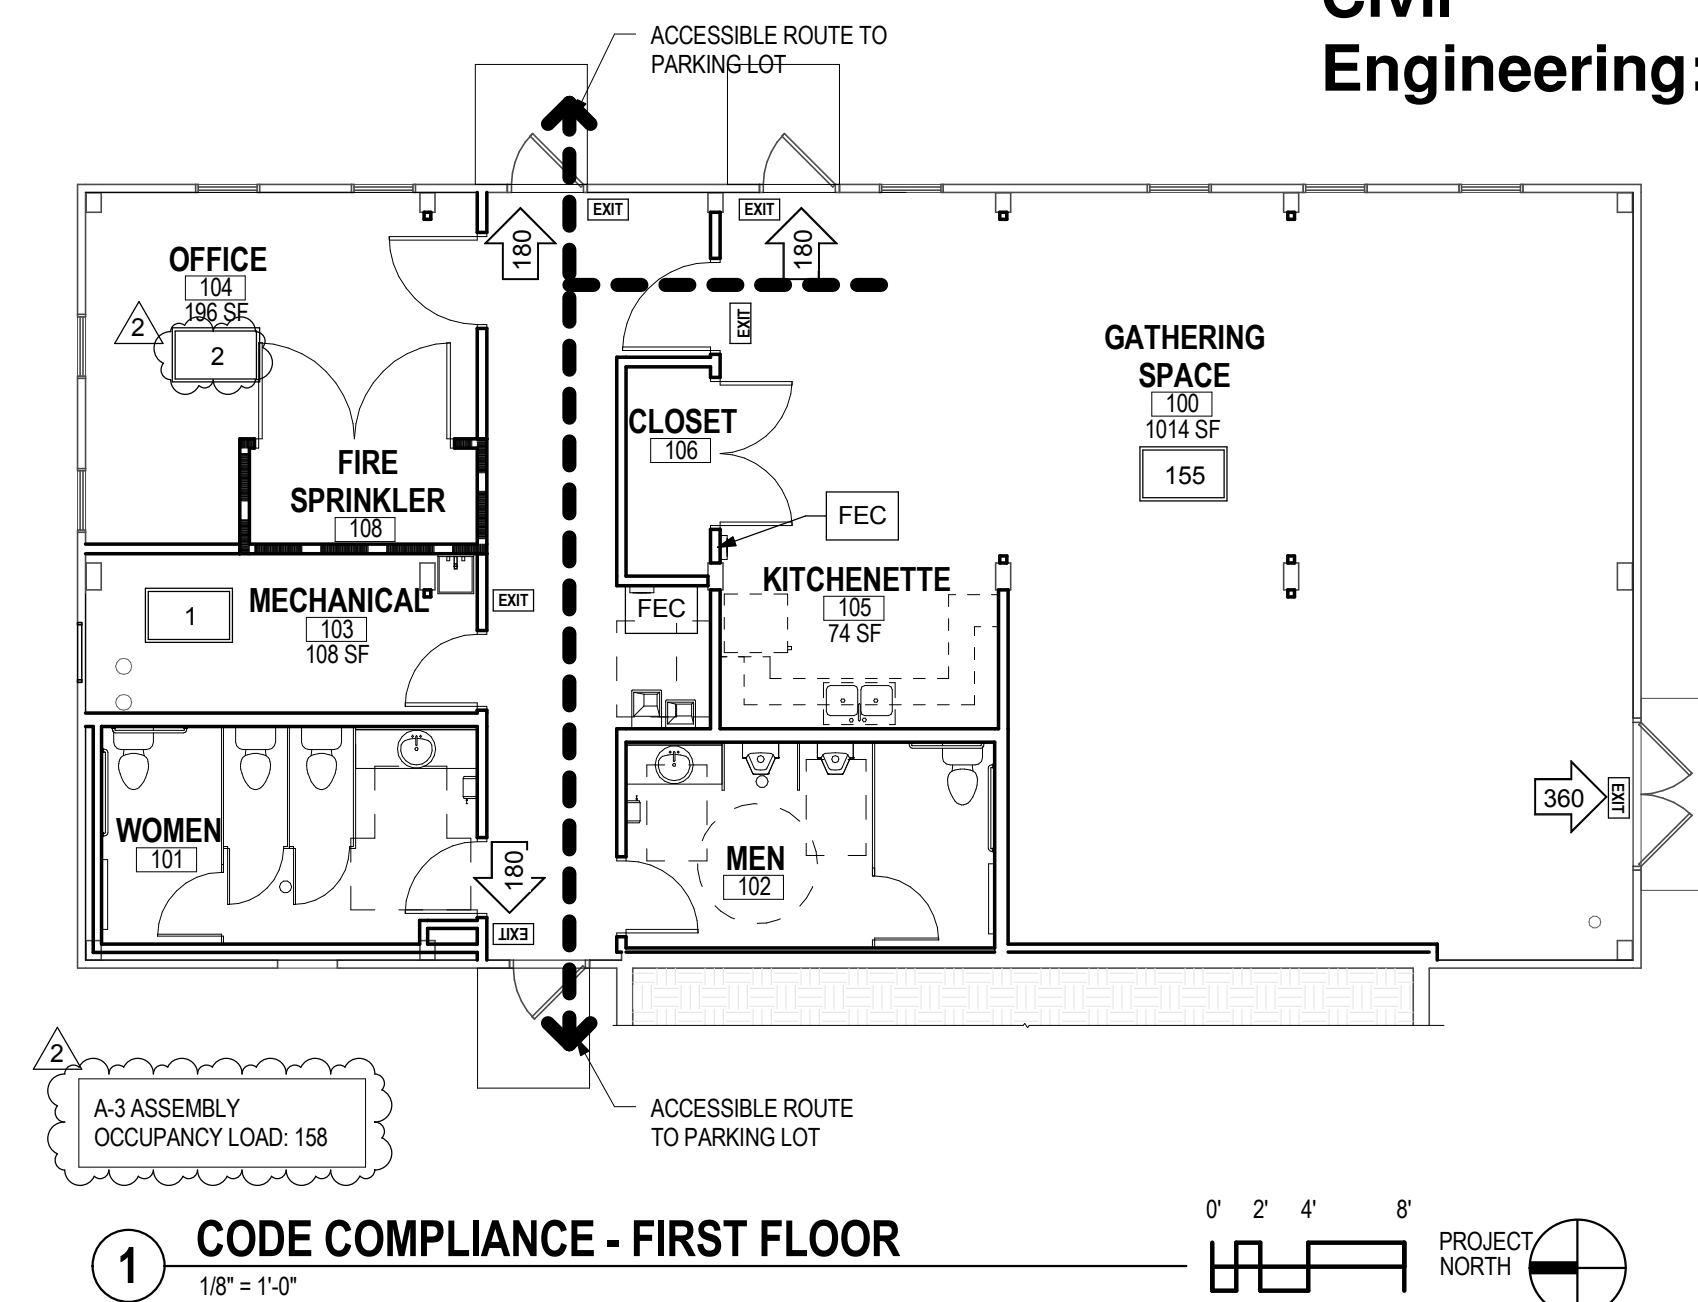 Civil
Engineering:
ACCESSIBLE ROUTE TO
PARKING LOT
EXIT
EXIT
180
180
OFFICE
104
196 SF
2
2
EXIT
GATHERING
SPACE
100
1014 SF
155
CLOSET
106
FIRE
SPRINKLER
108
FEC
MECHANICAL
103
108 SF
1
EXIT
FEC
KITCHENETTE
105
74 SF
WOMEN
101
MEN
102
360
EXIT
180
EXIT
2
A-3 ASSEMBLY
OCCUPANCY LOAD: 158
ACCESSIBLE ROUTE
TO PARKING LOT
1
CODE COMPLIANCE - FIRST FLOOR
1/8" = 1'-0"
0' 2' 4' 8'
PROJECT
NORTH